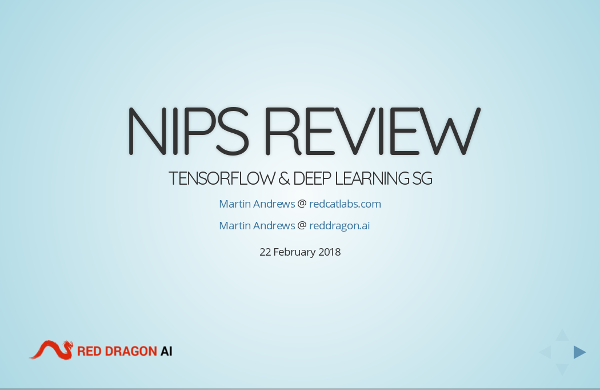 NIPS REVIEW
TENSORFLOW & DEEP LEARNING SG
Martin Andrews @ redcatlabs.com
Martin Andrews @ reddragon.ai
22 February 2018
RED DRAGON AI